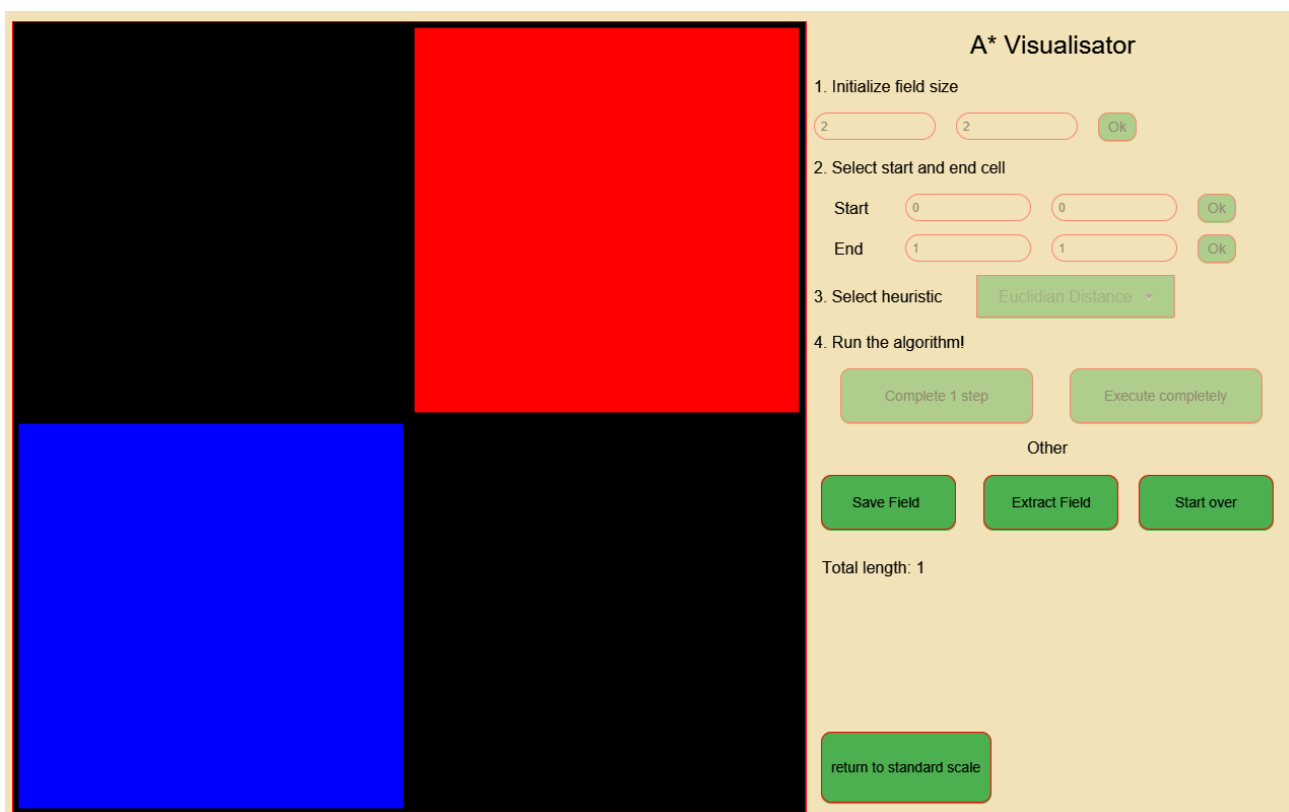 A* Visualisator
1. Initialize field size
2 2 Ok
2. Select start and end cell
Start 0 0 Ok
End 1 1 Ok
3. Select heuristic Euclidian Distance
4. Run the algorithm!
Complete 1 step Execute completely
Other
Save Field Extract Field Start over
Total length: 1
return to standard scale